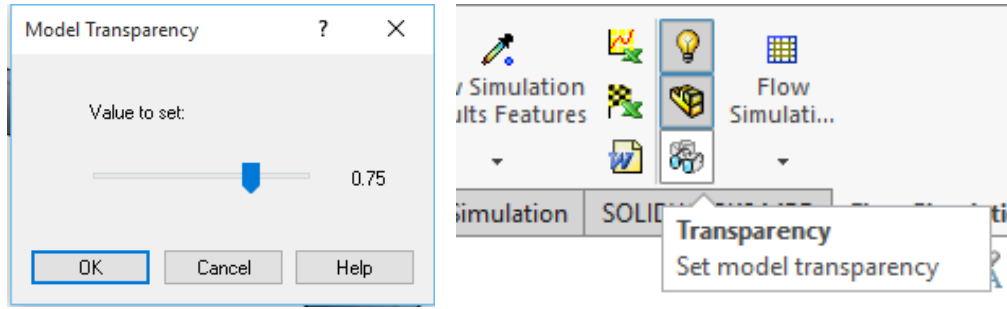 Model Transparency
Value to set:
0.75
OK Cancel Help
Simulation
Features
Flow
Simulati...
Simulation
Transparency
Set model transparency